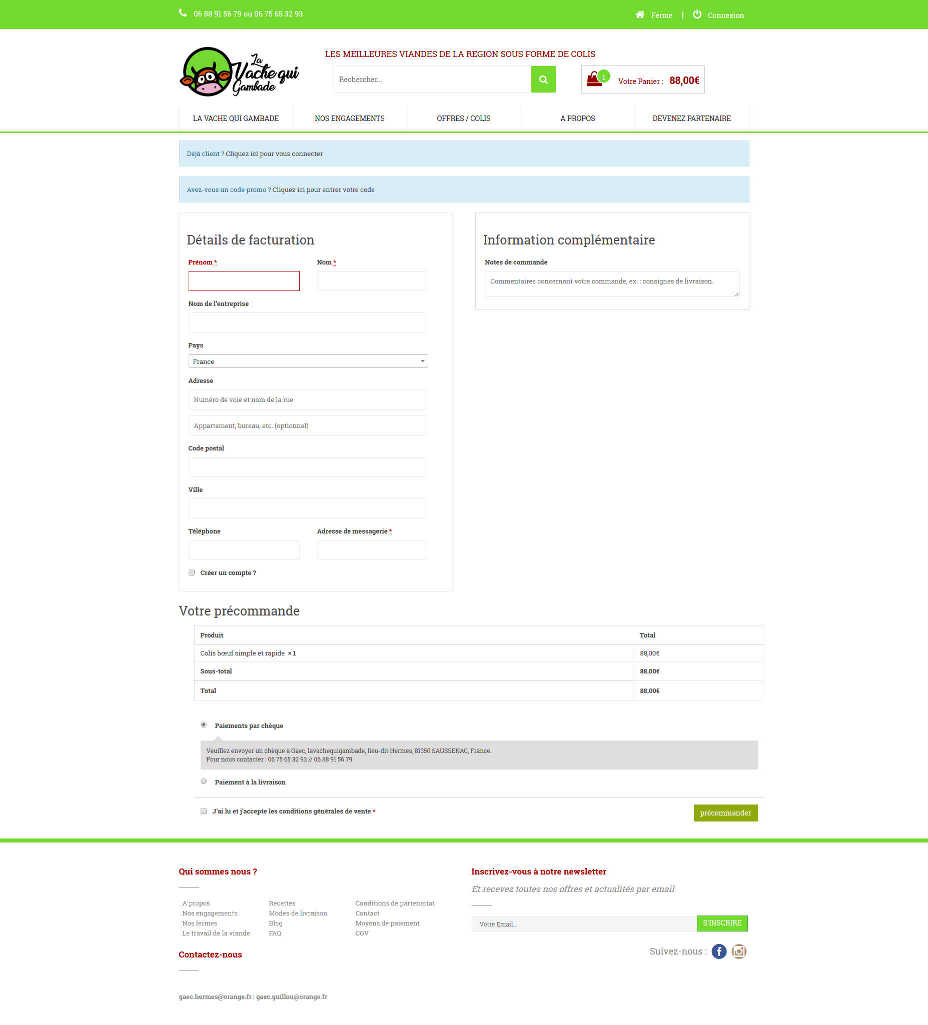 06 88 91 56 79 ou 06 75 65 32 93
Ferme | Connexion
La Vache qui Gambade
LES MEILLEURES VIANDES DE LA REGION SOUS FORME DE COLIS
Rechercher...
1
Votre Panier : 88,00€
LA VACHE QUI GAMBADE
NOS ENGAGEMENTS
OFFRES / COLIS
A PROPOS
DEVENEZ PARTENAIRE
Déjà client ? Cliquez ici pour vous connecter
Avez-vous un code promo ? Cliquez ici pour entrer votre code
Détails de facturation
Prénom *
Nom *
Nom de l'entreprise
Pays
France
Adresse
Numéro de voie et nom de la rue
Appartement, bureau, etc. (optionnel)
Code postal
Ville
Téléphone
Adresse de messagerie *
Créer un compte ?
Information complémentaire
Notes de commande
Commentaires concernant votre commande, ex. : consignes de livraison.
Votre précommande
Produit Total
Colis bœuf simple et rapide × 1 88,00€
Sous-total 88,00€
Total 88,00€
Paiements par chèque
Veuillez envoyer un chèque à Gaec, lavachequigambade, lieu-dit Hermes, 81350 SAUSSENAC, France.
Pour nous contacter : 06 75 65 32 93 // 06 88 91 56 79
Paiement à la livraison
J'ai lu et j'accepte les conditions générales de vente *
précommander
Qui sommes nous ?
A propos
Nos engagements
Nos fermes
Le travail de la viande
Recettes
Modes de livraison
Blog
FAQ
Conditions de partenariat
Contact
Moyens de paiement
CGV
Contactez-nous
gaec.hermes@orange.fr | gaec.guillou@orange.fr
Inscrivez-vous à notre newsletter
Et recevez toutes nos offres et actualités par email
Votre Email...
S'INSCRIRE
Suivez-nous :